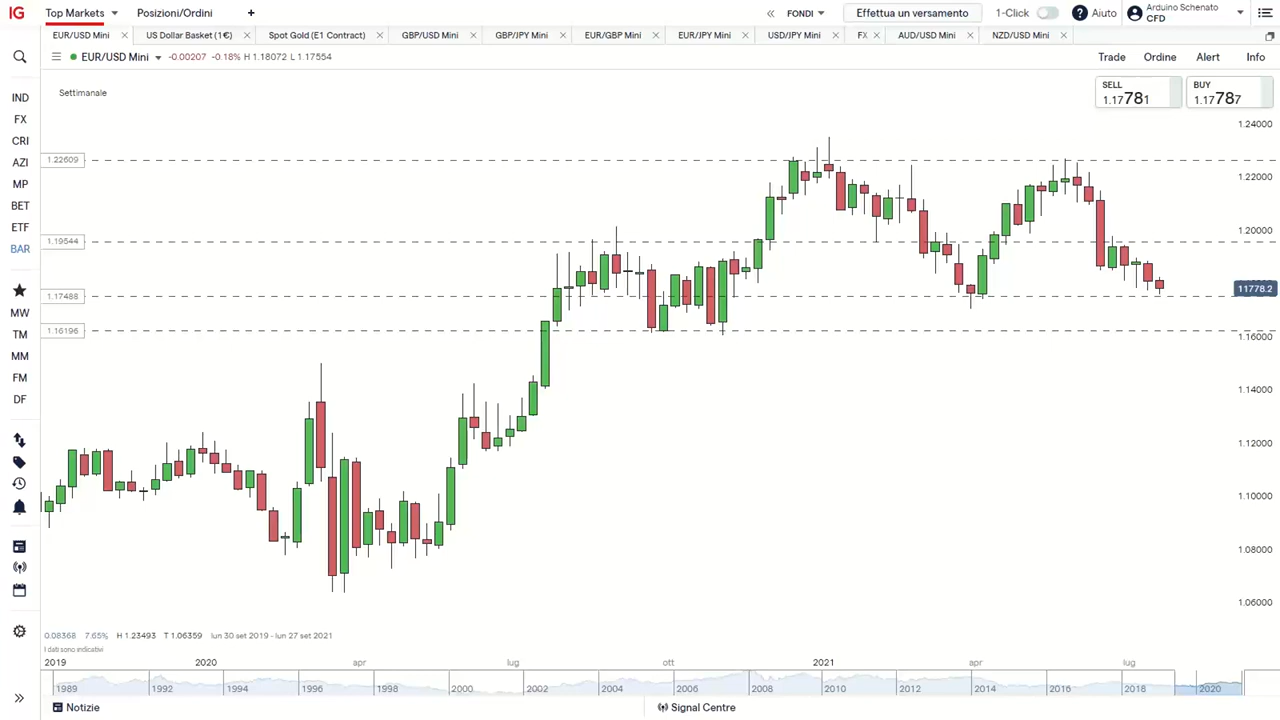 IG Top Markets Posizioni/Ordini + FONDI Effettua un versamento 1-Click Aiuto Arduino Schenato
CFD
EUR/USD Mini US Dollar Basket (1€) Spot Gold (E1 Contract) GBP/USD Mini GBP/JPY Mini EUR/GBP Mini EUR/JPY Mini USD/JPY Mini FX AUD/USD Mini NZD/USD Mini
EUR/USD Mini -0.00207 -0.18% H 1.18072 L 1.17554 Trade Ordine Alert Info
Settimanale
SELL
1.17781
BUY
1.17787
IND
FX
CRI
AZI
MP
BET
ETF
BAR
MW
TM
MM
FM
DF
1.22609
1.19544
1.17488
1.16196
1.24000
1.22000
1.20000
11778.2
1.16000
1.14000
1.12000
1.10000
1.08000
1.06000
0.08368 7.65% H 1.23493 T 1.06359 lun 30 set 2019 - lun 27 set 2021
I dati sono indicativi
2019 2020 apr lug ott 2021 apr lug
1989 1992 1994 1996 1998 2000 2002 2004 2006 2008 2010 2012 2014 2016 2018 2020
Notizie Signal Centre